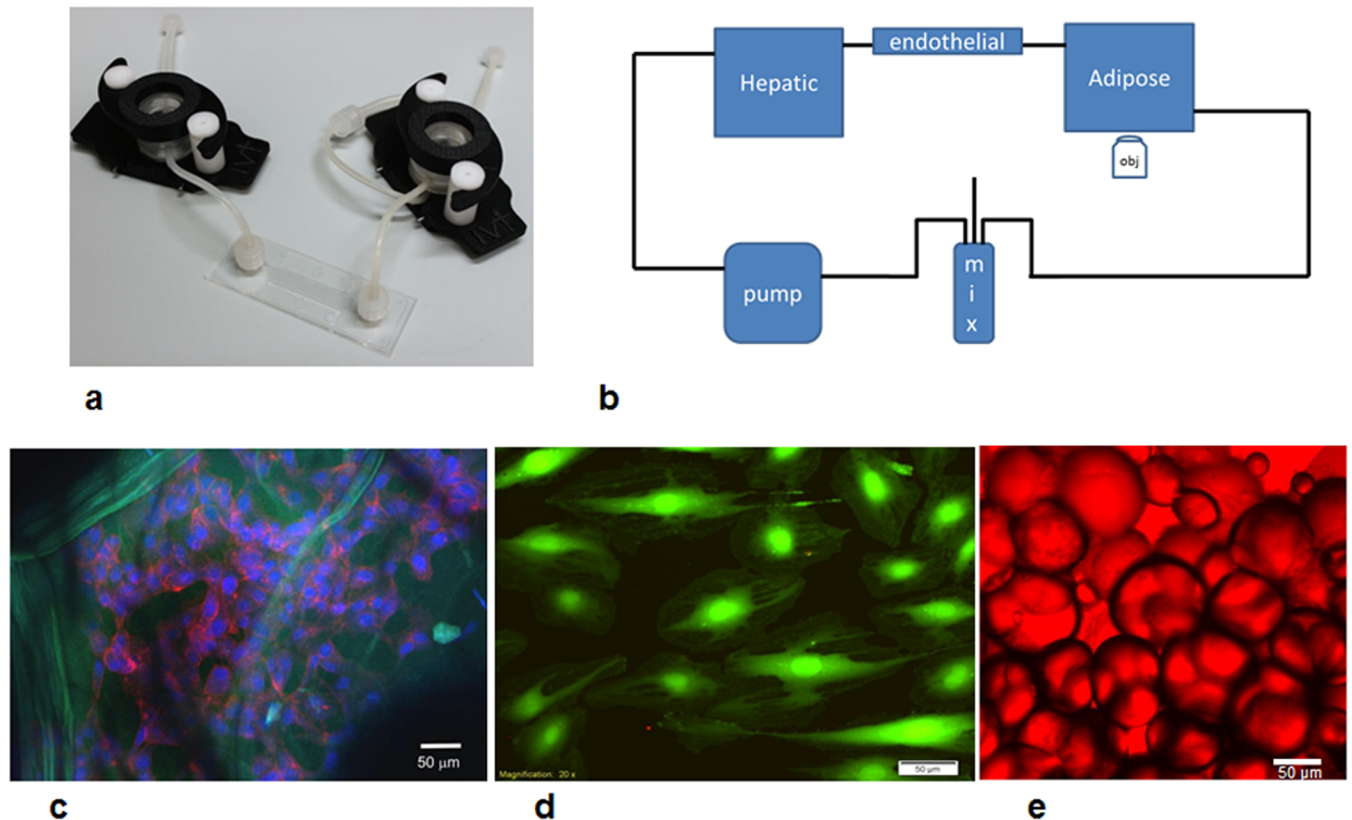 Hepatic
endothelial
Adipose
obj
pump
m
i
x
a
b
50 μm
Magnification: 20 x
50 μm
50 μm
c
d
e